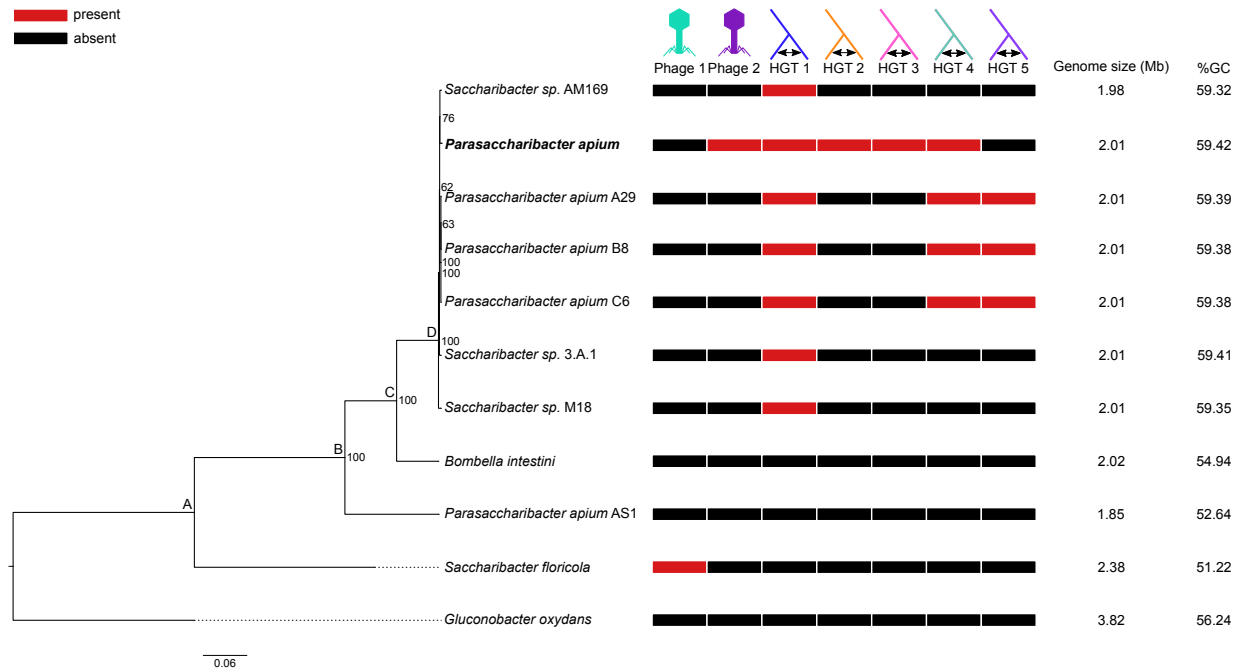 present
absent
Phage 1 Phage 2 HGT 1 HGT 2 HGT 3 HGT 4 HGT 5 Genome size (Mb) %GC
Saccharibacter sp. AM169 1.98 59.32
76
Parasaccharibacter apium 2.01 59.42
62
Parasaccharibacter apium A29 2.01 59.39
63
Parasaccharibacter apium B8 2.01 59.38
100
100
Parasaccharibacter apium C6 2.01 59.38
D
100
Saccharibacter sp. 3.A.1 2.01 59.41
C
100
Saccharibacter sp. M18 2.01 59.35
B
100
Bombella intestini 2.02 54.94
A
Parasaccharibacter apium AS1 1.85 52.64
Saccharibacter floricola 2.38 51.22
Gluconobacter oxydans 3.82 56.24
0.06